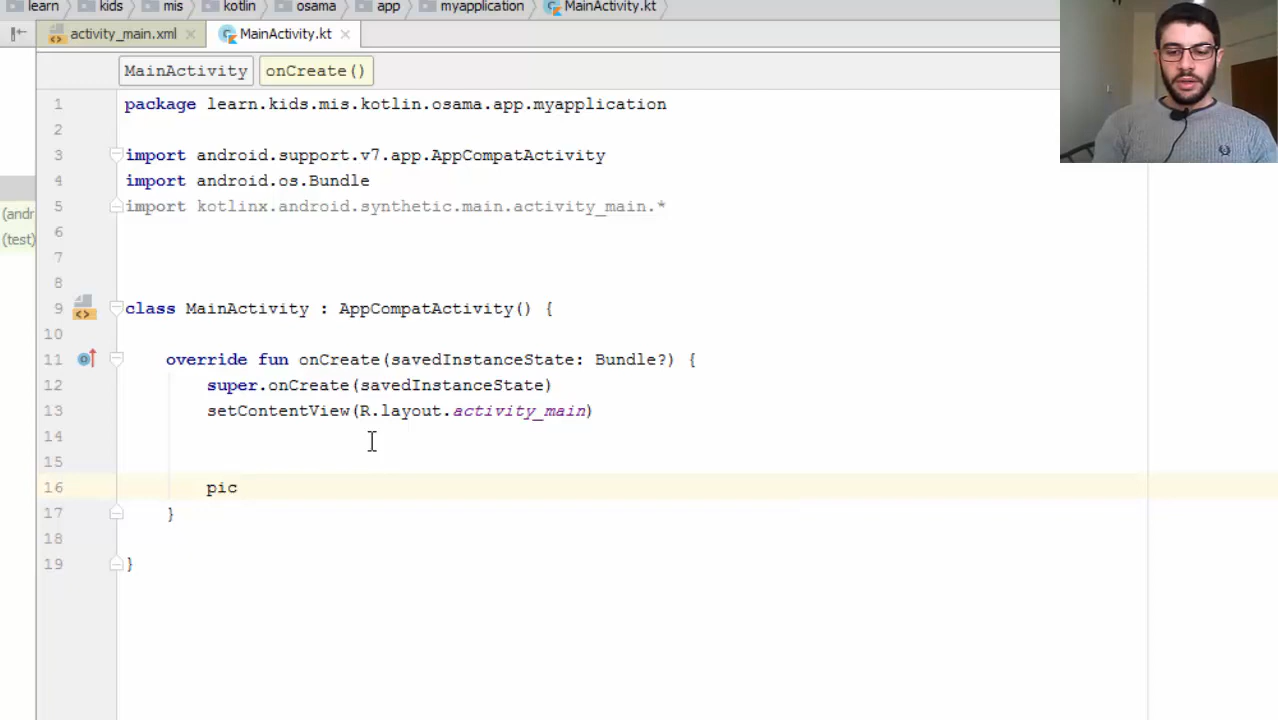 learn kids mis kotlin osama app myapplication MainActivity.kt
activity_main.xml MainActivity.kt
MainActivity onCreate()
1 package learn.kids.mis.kotlin.osama.app.myapplication
2
3 import android.support.v7.app.AppCompatActivity
4 import android.os.Bundle
(andr 5 import kotlinx.android.synthetic.main.activity_main.*
(test) 6
7
8
9 class MainActivity : AppCompatActivity() {
10
11 override fun onCreate(savedInstanceState: Bundle?) {
12 super.onCreate(savedInstanceState)
13 setContentView(R.layout.activity_main)
14
15
16 pic
17 }
18
19 }